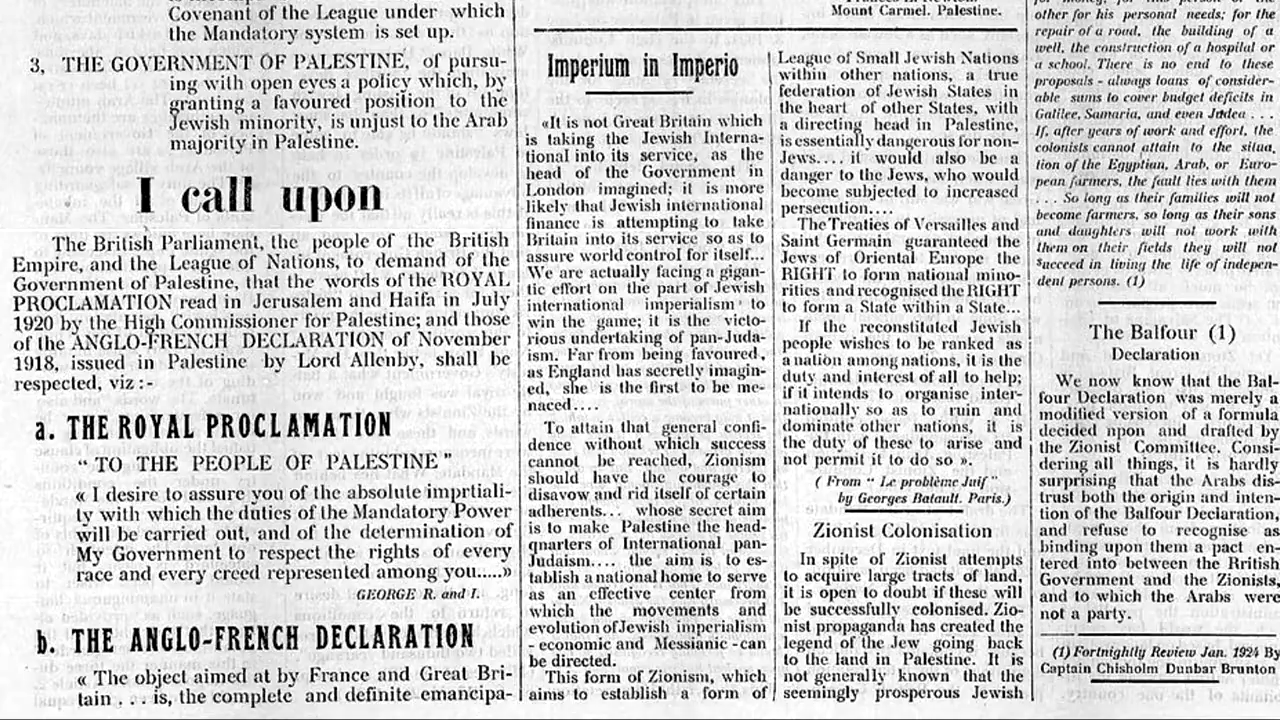 Covenant of the League under which
the Mandatory system is set up.
3, THE GOVERNMENT OF PALESTINE, of pursu-
ing with open eyes a policy which, by
granting a favoured position to the
Jewish minority, is unjust to the Arab
majority in Palestine.
I call upon
The British Parliament, the people of the British
Empire, and the League of Nations, to demand of the
Government of Palestine, that the words of the ROYAL
PROCLAMATION read in Jerusalem and Haifa in July
1920 by the High Commissioner for Palestine; and those
of the ANGLO-FRENCH DECLARATION of November
1918, issued in Palestine by Lord Allenby, shall be
respected, viz :-
a. THE ROYAL PROCLAMATION
“ TO THE PEOPLE OF PALESTINE ”
« I desire to assure you of the absolute imprtiali-
ty with which the duties of the Mandatory Power
will be carried out, and of the determination of
My Government to respect the rights of every
race and every creed represented among you.....»
GEORGE R. and I.
b. THE ANGLO-FRENCH DECLARATION
« The object aimed at by France and Great Bri-
tain . . . is, the complete and definite emancipa-
Imperium in Imperio
«It is not Great Britain which
is taking the Jewish Interna-
tional into its service, as the
head of the Government in
London imagined; it is more
likely that Jewish international
finance is attempting to take
Britain into its service so as to
assure world control for itself...
We are actually facing a gigan-
tic effort on the part of Jewish
international imperialism to
win the game; it is the victo-
rious undertaking of pan-Juda-
ism. Far from being favoured,
as England has secretly imagin-
ed, she is the first to be me-
naced....
To attain that general confi-
dence without which success
cannot be reached, Zionism
should have the courage to
disavow and rid itself of certain
adherents... whose secret aim
is to make Palestine the head-
quarters of International pan-
Judaism.... the aim is to es-
tablish a national home to serve
as an effective center from
which the movements and
evolution of Jewish imperialism
- economic and Messianic - can
be directed.
This form of Zionism, which
aims to establish a form of
Mount Carmel, Palestine.
League of Small Jewish Nations
within other nations, a true
federation of Jewish States in
the heart of other States, with
a directing head in Palestine,
is essentially dangerous for non-
Jews.... it would also be a
danger to the Jews, who would
become subjected to increased
persecution....
The Treaties of Versailles and
Saint Germain guaranteed the
Jews of Oriental Europe the
RIGHT to form national mino-
rities and recognised the RIGHT
to form a State within a State...
If the reconstituted Jewish
people wishes to be ranked as
a nation among nations, it is the
duty and interest of all to help;
if it intends to organise inter-
nationally so as to ruin and
dominate other nations, it is
the duty of these to arise and
not permit it to do so »
( From “ Le problème Juif ”
by Georges Batault. Paris.)
Zionist Colonisation
In spite of Zionist attempts
to acquire large tracts of land,
it is open to doubt if these will
be successfully colonised. Zio-
nist propaganda has created the
legend of the Jew going back
to the land in Palestine. It is
not generally known that the
seemingly prosperous Jewish
other for his personal needs; for the
repair of a road, the building of a
well, the construction of a hospital or
a school. There is no end to these
proposals - always loans of consider-
able sums to cover budget deficits in
Galilee, Samaria, and even Jødea . . .
If, after years of work and effort, the
colonists cannot attain to the situa,
tion of the Egypjian, Arab, or Euro-
pean farmers, the fault lies with them
. . . So long as their families will not
become farmers, so long as their sons
and daughters will not work with
them on their fields they will not
succeed in living the life of indepen-
dent persons. (1)
The Balfour (1)
Declaration
We now know that the Bal-
four Declaration was merely a
modified version of a formula
decided upon and drafted by
the Zionist Committee. Consi-
dering all things, it is hardly
surprising that the Arabs dis-
trust both the origin and inten-
tion of the Balfour Declaration,
and refuse to recognise as
binding upon them a pact en-
tered into between the Rritish
Government and the Zionists,
and to which the Arabs were
not a party.
(1) Fortnightly Review Jan. 1924 By
Captain Chisholm Dunbar Brunton